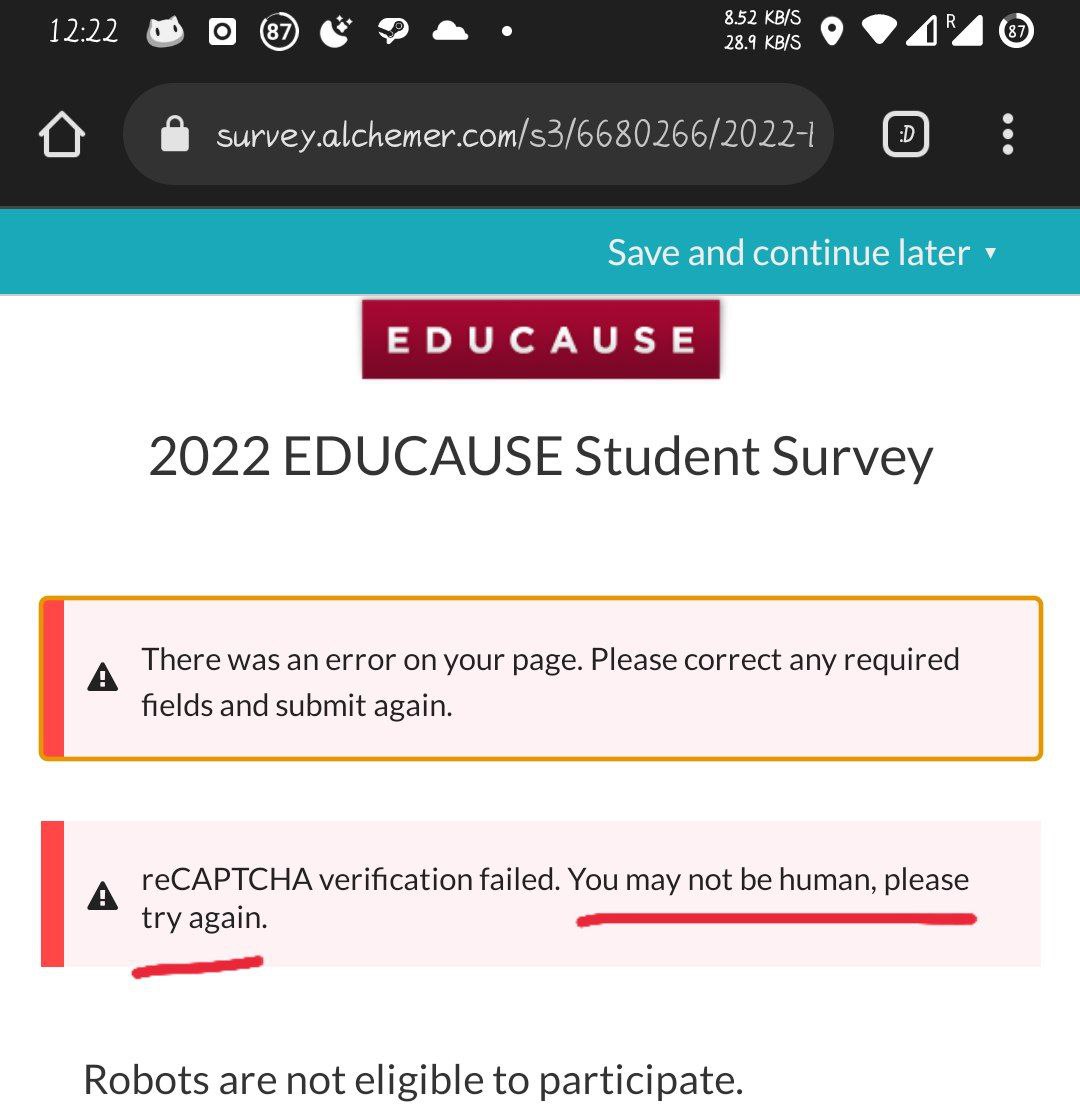 12:22 87 8.52 KB/S R 87
28.9 KB/S
survey.alchemer.com/s3/6680266/2022- :D
Save and continue later ▼
EDUCAUSE
2022 EDUCAUSE Student Survey
There was an error on your page. Please correct any required
fields and submit again.
reCAPTCHA verification failed. You may not be human, please
try again.
Robots are not eligible to participate.